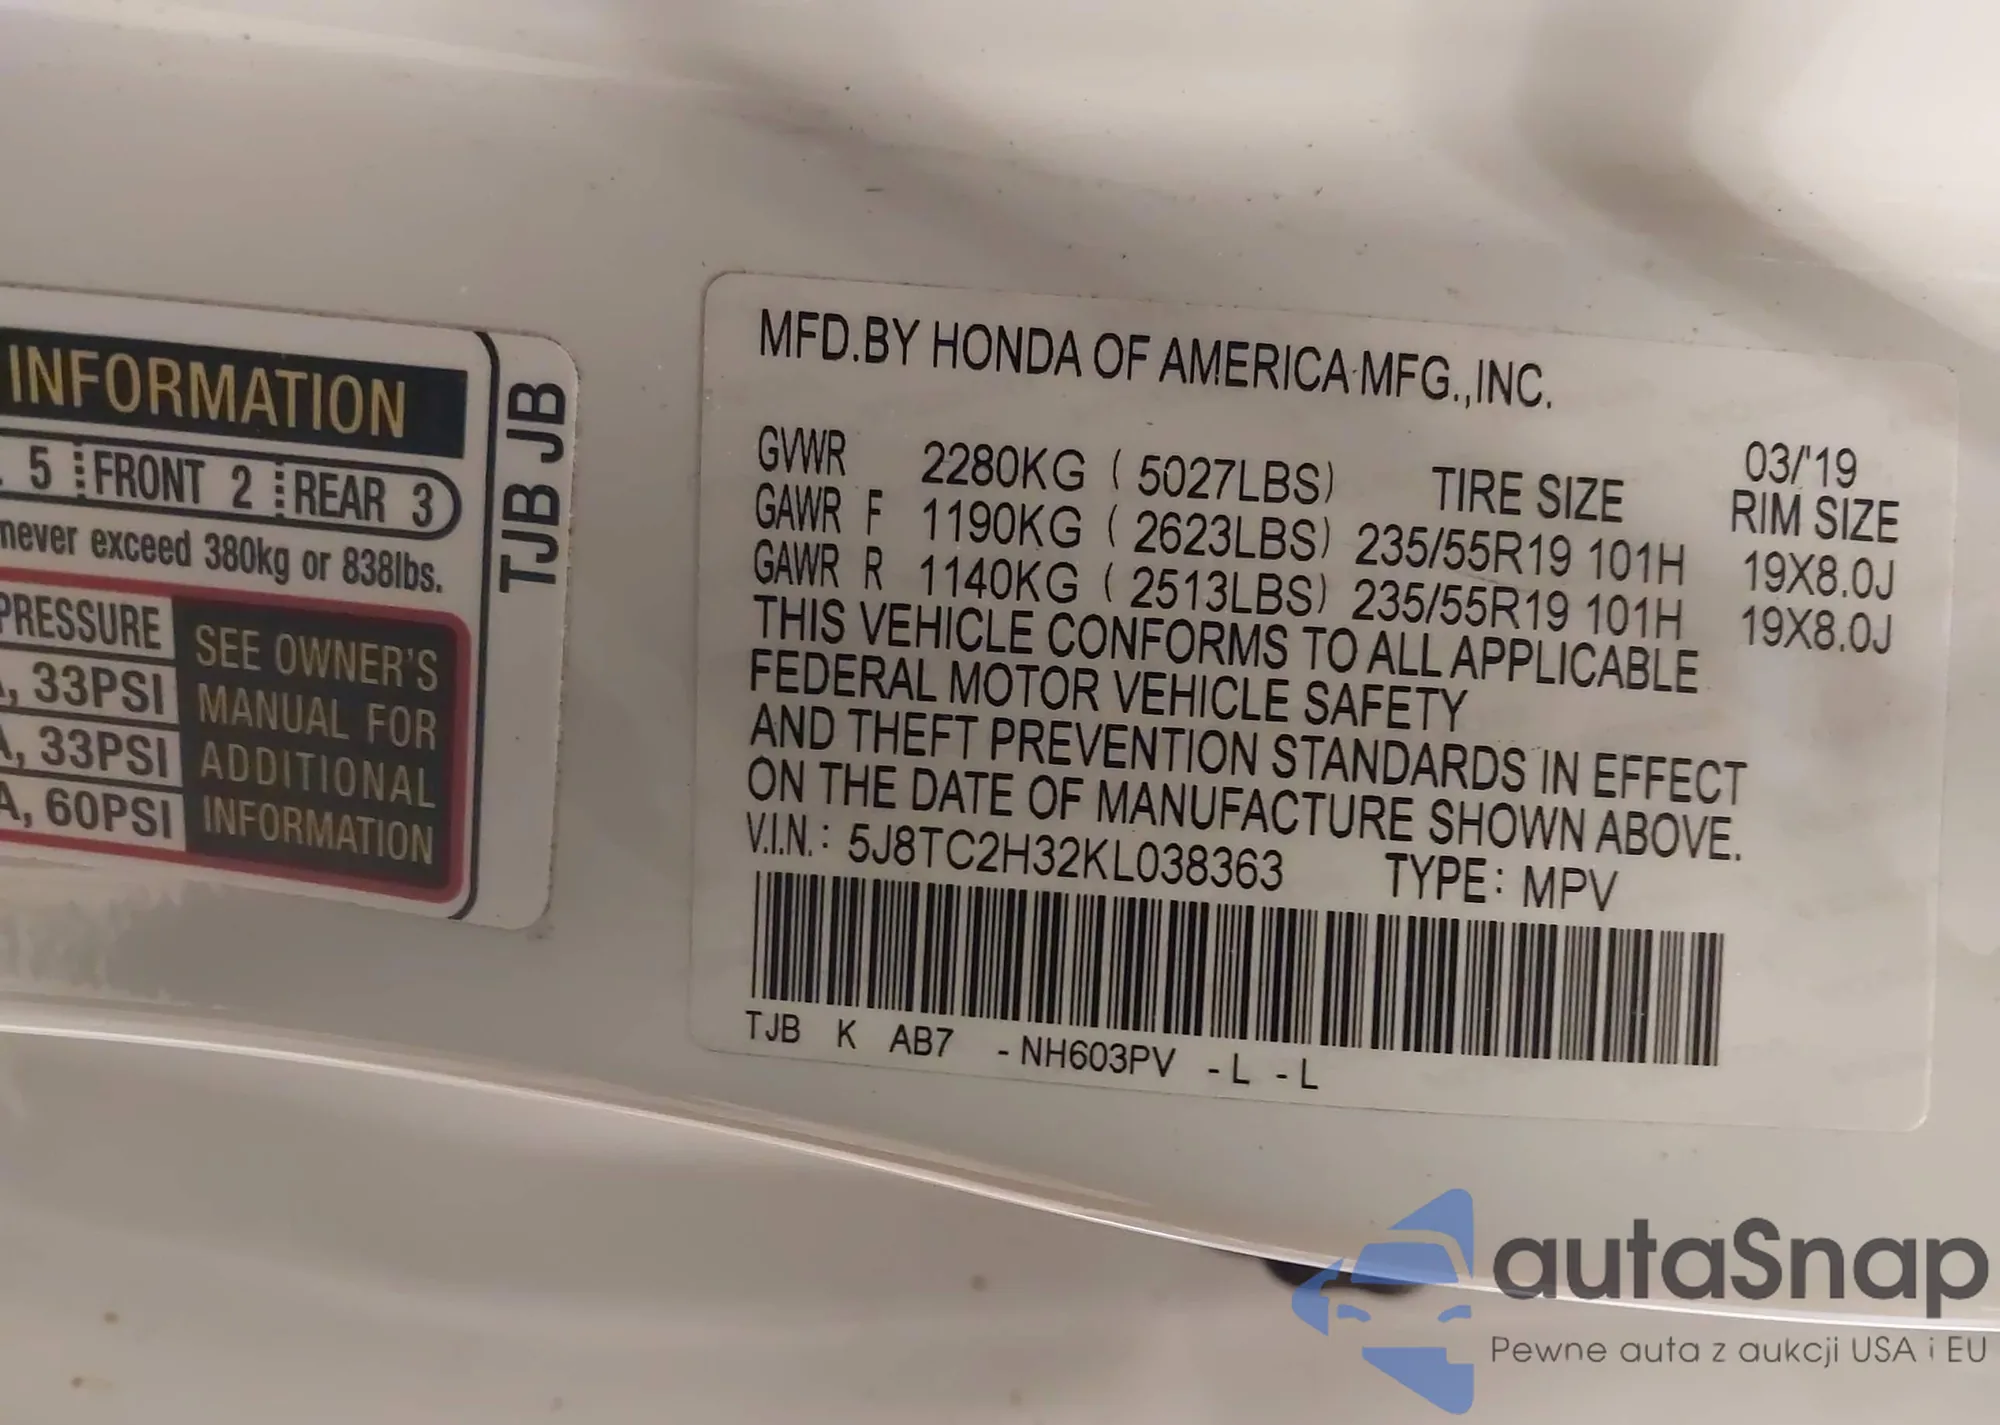 INFORMATION
5 FRONT 2 REAR 3
never exceed 380kg or 838lbs.
PRESSURE
33PSI
33PSI
60PSI
SEE OWNER'S
MANUAL FOR
ADDITIONAL
INFORMATION
TJB JB
MFD.BY HONDA OF AMERICA MFG.,INC.
03/'19
GVWR 2280KG ( 5027LBS) TIRE SIZE RIM SIZE
GAWR F 1190KG ( 2623LBS) 235/55R19 101H 19X8.0J
GAWR R 1140KG ( 2513LBS) 235/55R19 101H 19X8.0J
THIS VEHICLE CONFORMS TO ALL APPLICABLE
FEDERAL MOTOR VEHICLE SAFETY
AND THEFT PREVENTION STANDARDS IN EFFECT
ON THE DATE OF MANUFACTURE SHOWN ABOVE.
V.I.N.: 5J8TC2H32KL038363 TYPE: MPV
TJB K AB7 -NH603PV -L -L
autaSnap
Pewne auta z aukcji USA i EU